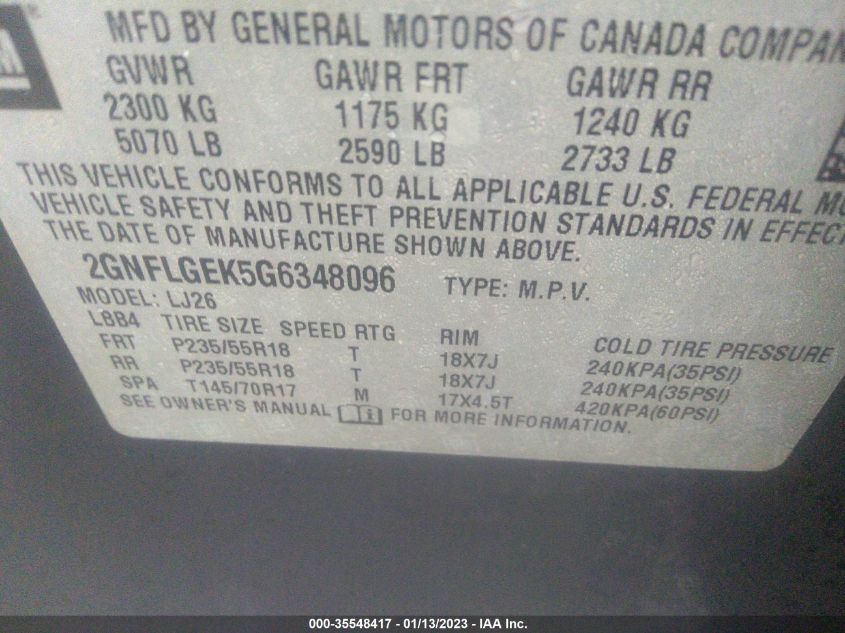 M
®
MFD BY GENERAL MOTORS OF CANADA COMPAN
GVWR GAWR FRT GAWR RR
2300 KG 1175 KG 1240 KG
5070 LB 2590 LB 2733 LB
THIS VEHICLE CONFORMS TO ALL APPLICABLE U.S. FEDERAL MO
VEHICLE SAFETY AND THEFT PREVENTION STANDARDS IN EFFECT
THE DATE OF MANUFACTURE SHOWN ABOVE.
2GNFLGEK5G6348096 TYPE: M.P.V.
MODEL: LJ26
L8B4 TIRE SIZE SPEED RTG RIM COLD TIRE PRESSURE
FRT P235/55R18 T 18X7J 240KPA(35PSI)
RR P235/55R18 T 18X7J 240KPA(35PSI)
SPA T145/70R17 M 17X4.5T 420KPA(60PSI)
SEE OWNER'S MANUAL i FOR MORE INFORMATION.
000-35548417 - 01/13/2023 - IAA Inc.